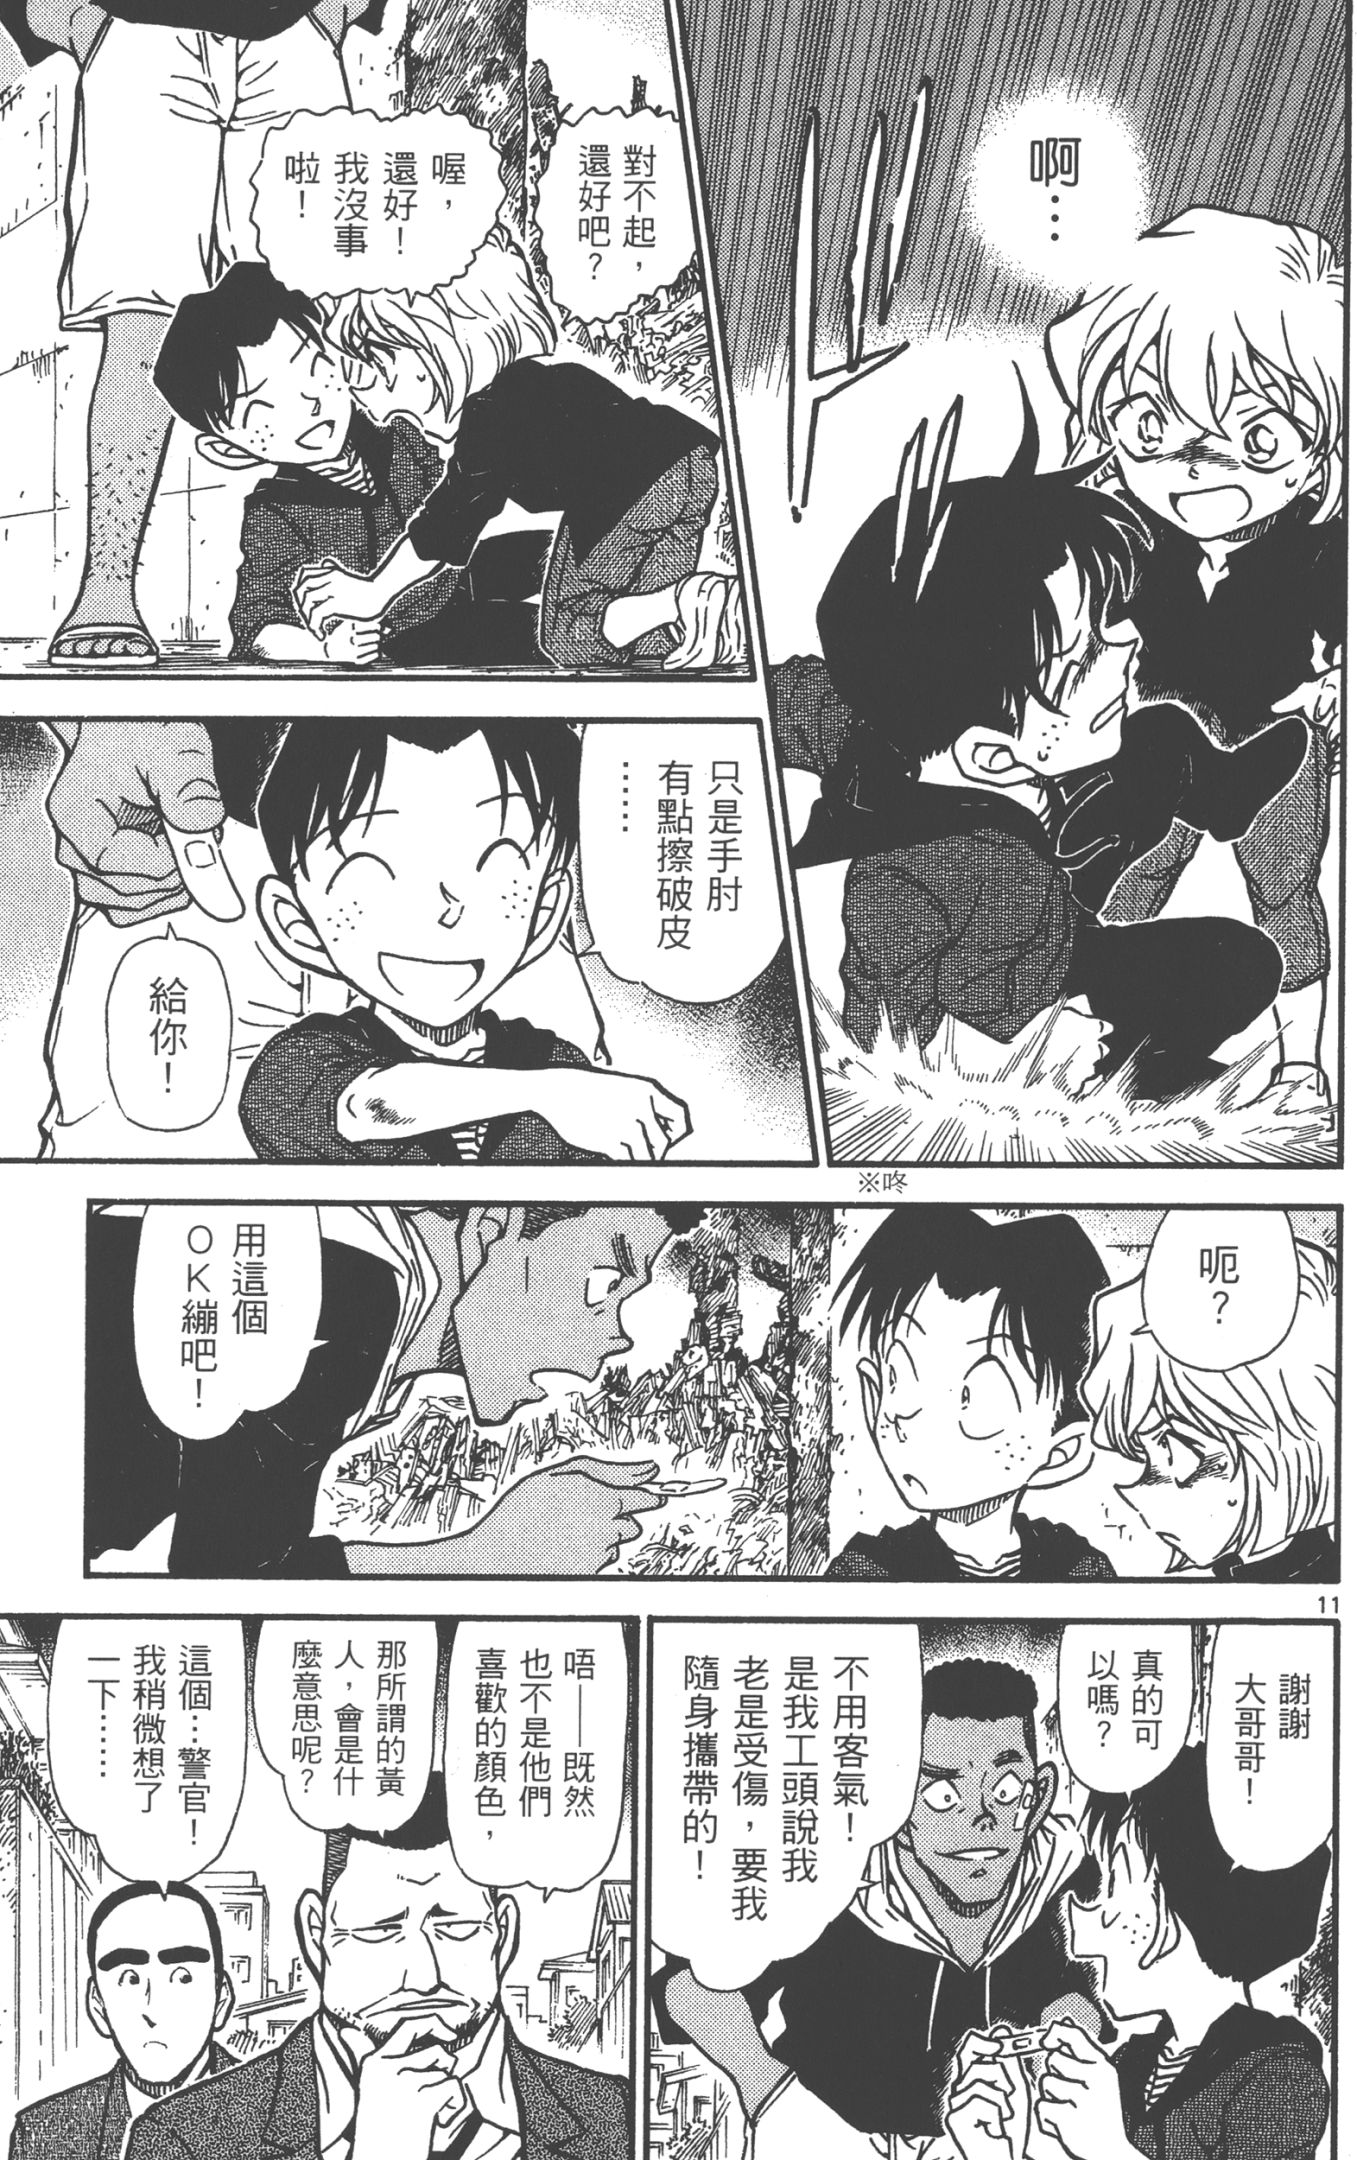 啊…
※咚
對不起，
還好吧？
喔，
還好！
我沒事
啦！
只是手肘
有點擦破皮
……
給你！
呃？
用這個
ＯＫ繃吧！
11
謝謝
大哥哥！
真的可
以嗎？
不用客氣！
是我工頭說我
老是受傷，要我
隨身攜帶的！
唔——既然
也不是他們
喜歡的顏色，
那所謂的黃
人，會是什
麼意思呢？
這個…警官！
我稍微想了
一下……